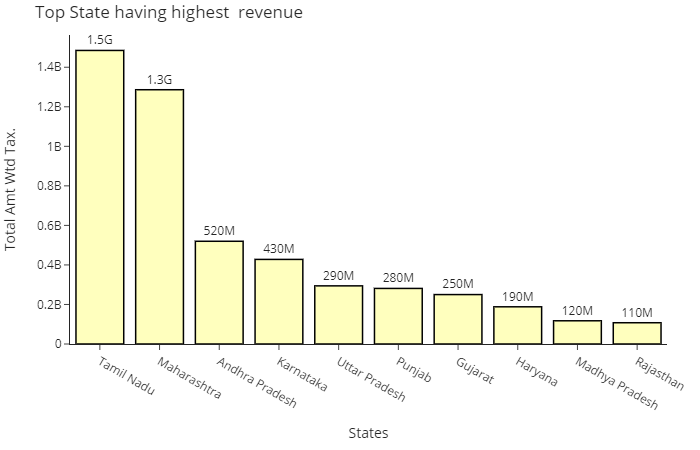 Top State having highest  revenue
1.5G
1.3G
520M
430M
290M
280M
250M
190M
120M
110M
1.4B
1.2B
1B
0.8B
0.6B
0.4B
0.2B
0
Total Amt Wtd Tax.
Tamil Nadu
Maharashtra
Andhra Pradesh
Karnataka
Uttar Pradesh
Punjab
Gujarat
Haryana
Madhya Pradesh
Rajasthan
States